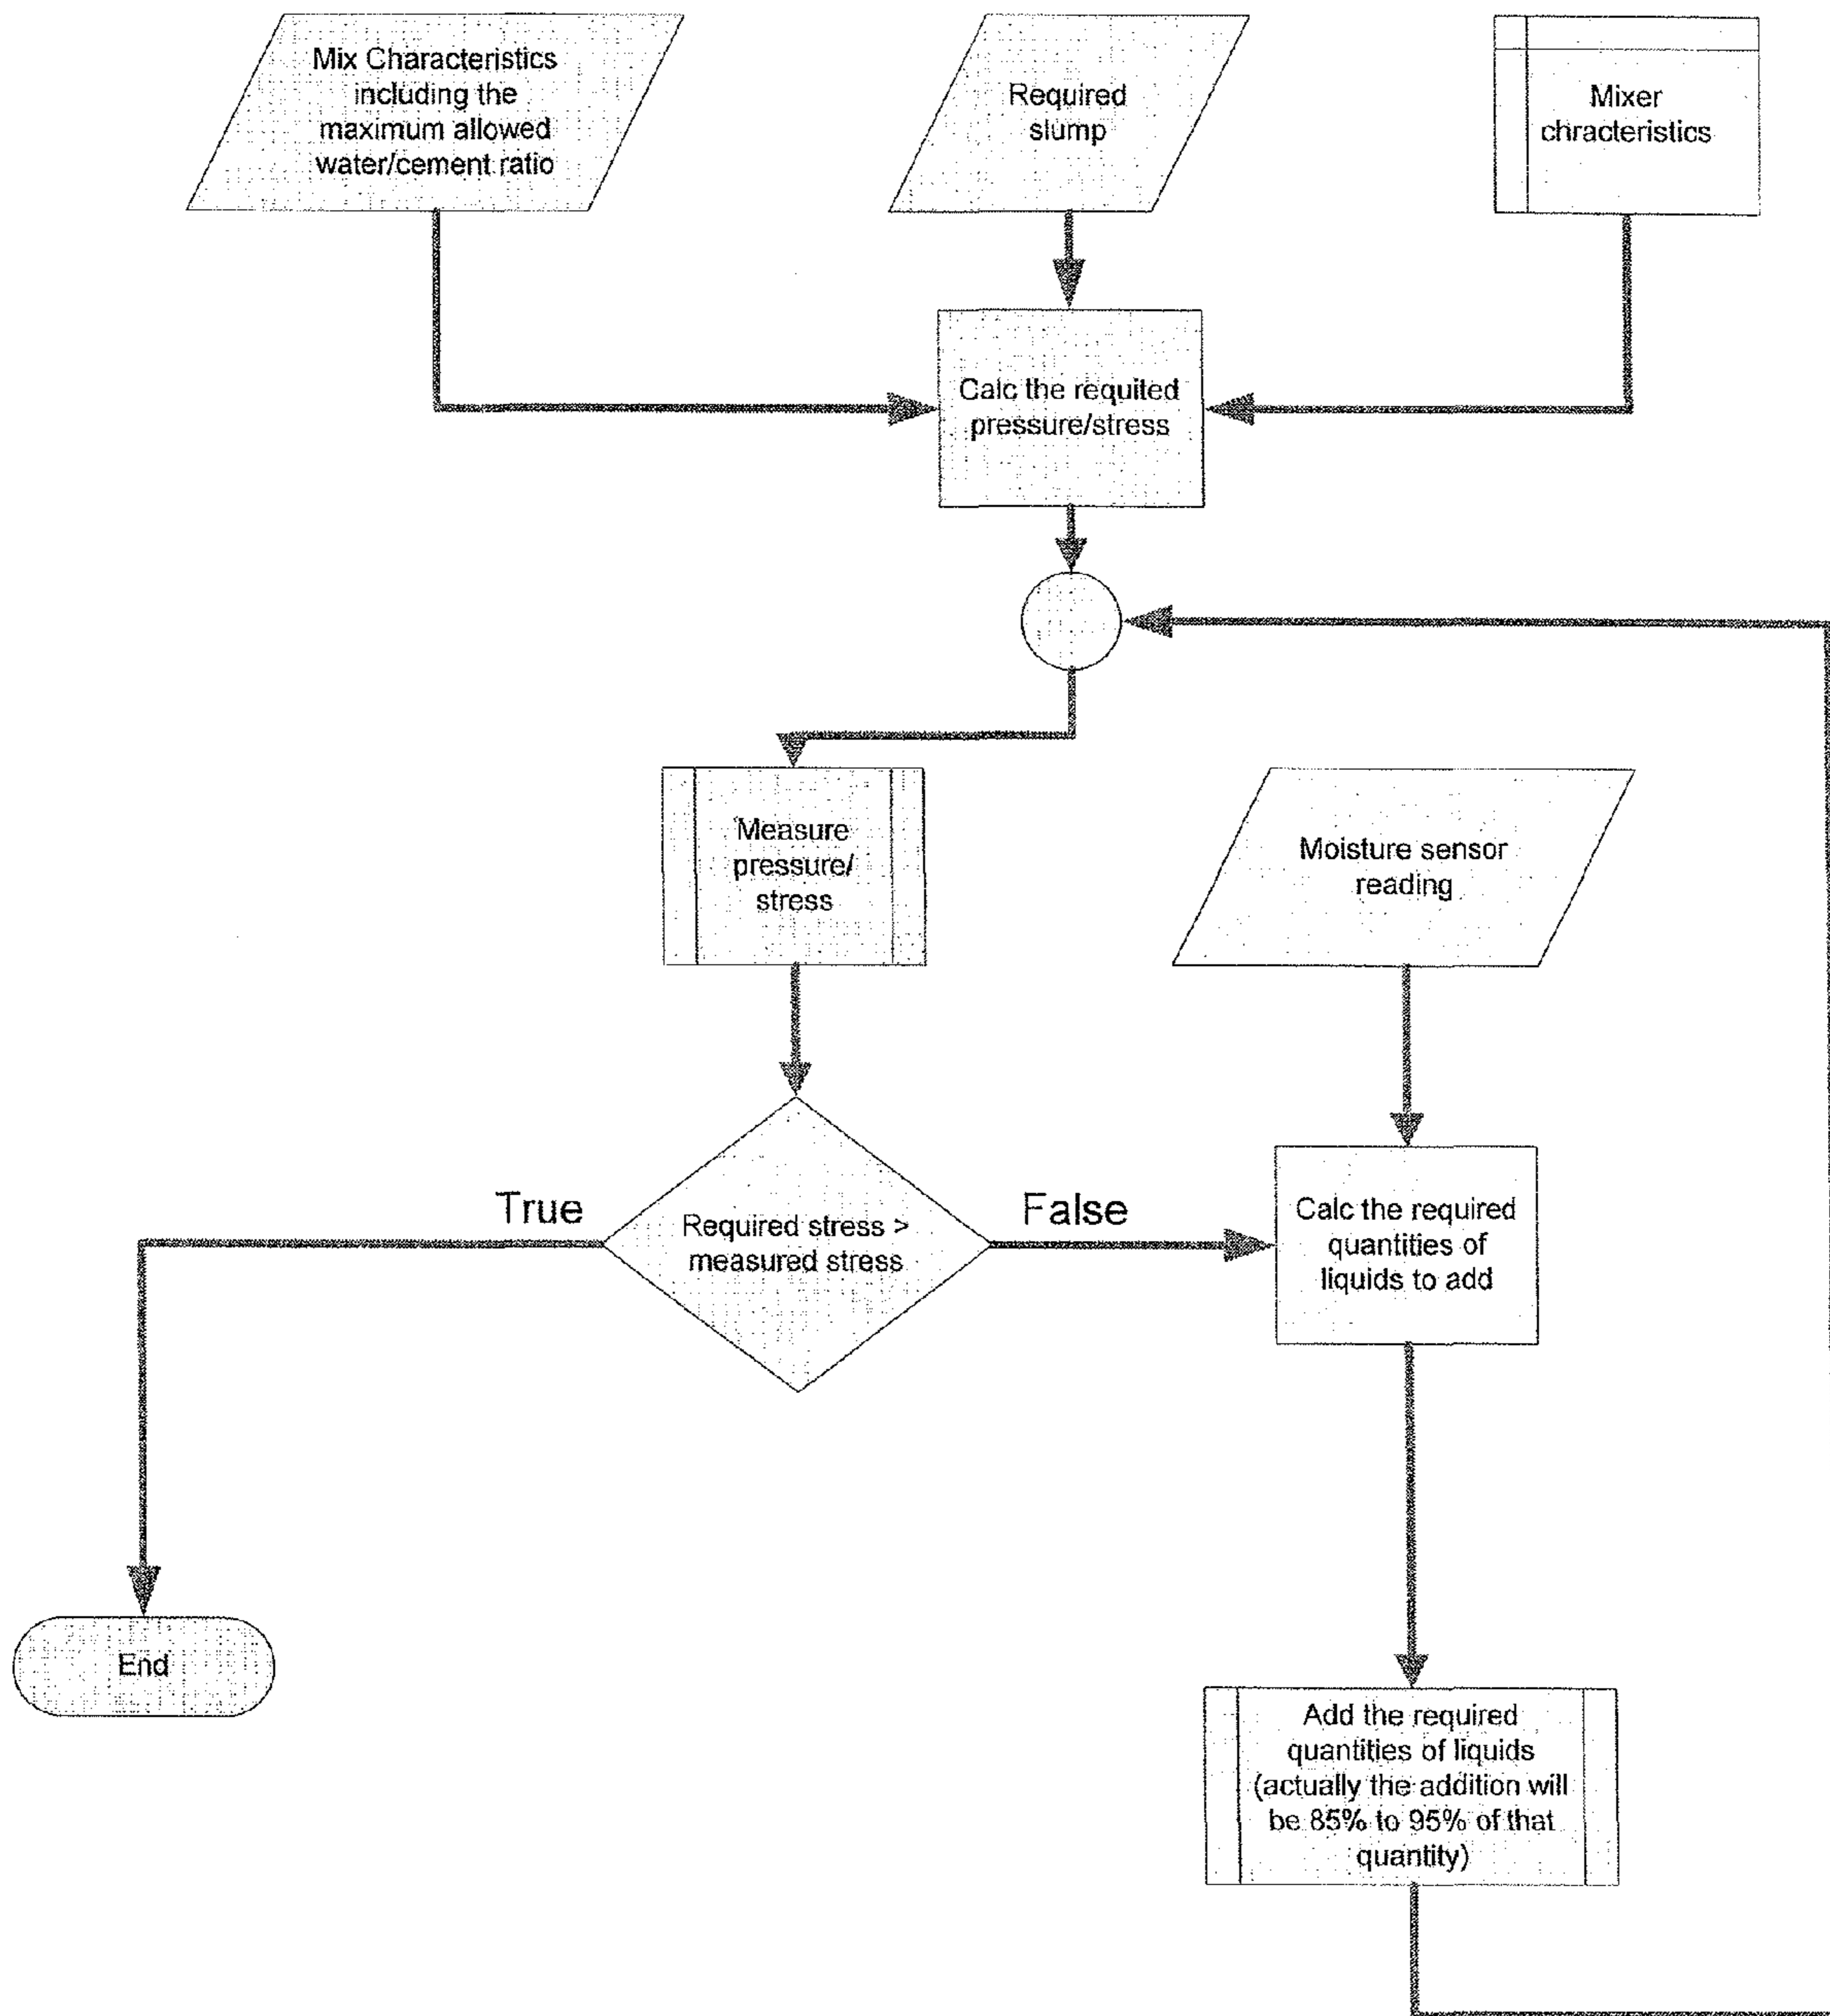 Mix Characteristics
including the
maximum allowed
water/cement ratio
Required
slump
Mixer
chracteristics
Calc the requited
pressure/stress
Measure
pressure/
stress
Moisture sensor
reading
True
Required stress >
measured stress
False
Calc the required
quantities of
liquids to add
End
Add the required
quantities of liquids
(actually the addition will
be 85% to 95% of that
quantity)